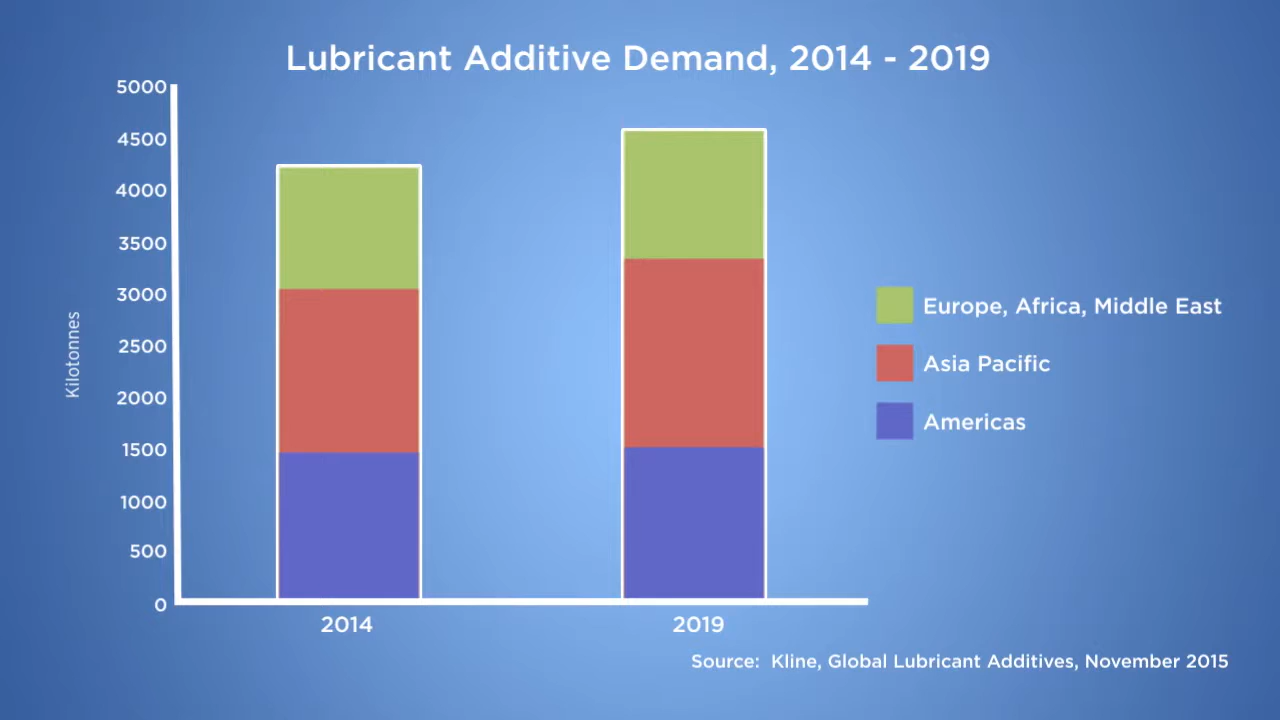 Lubricant Additive Demand, 2014 - 2019
5000
4500
4000
3500
3000
2500
2000
1500
1000
500
0
Kilotonnes
2014
2019
Europe, Africa, Middle East
Asia Pacific
Americas
Source: Kline, Global Lubricant Additives, November 2015